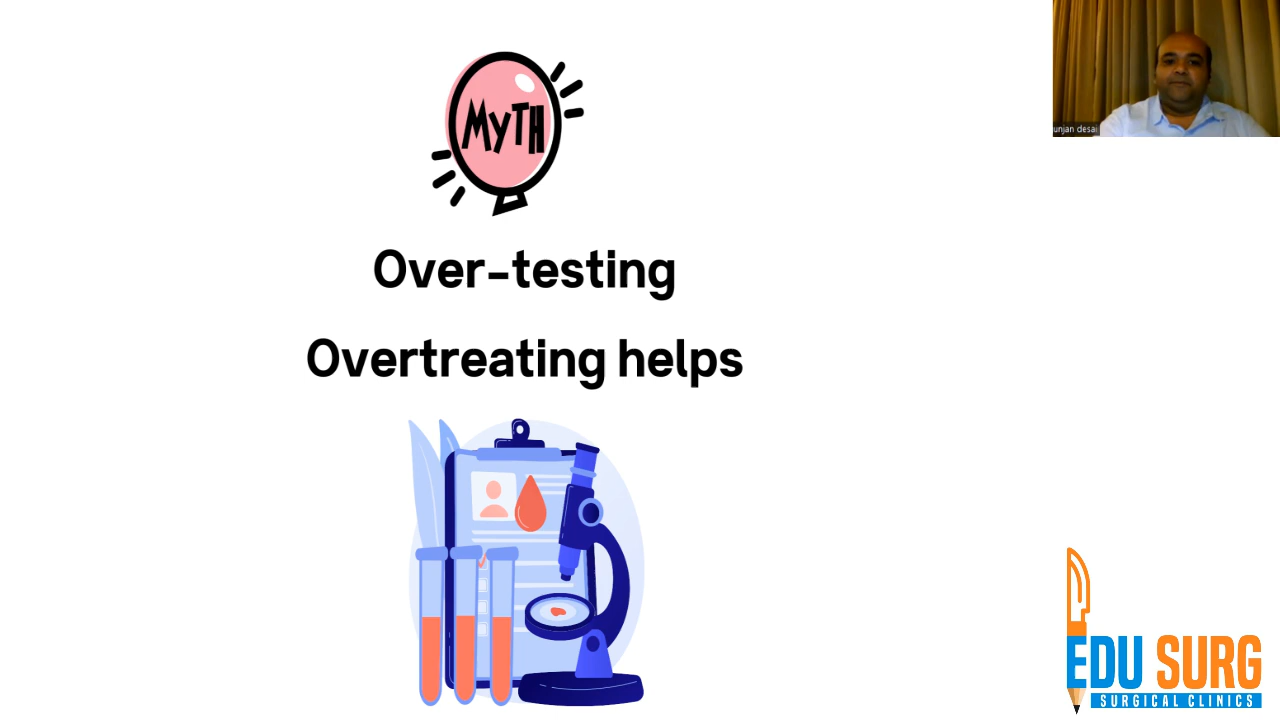 MyTH
unjan desai
Over-testing
Overtreating helps
EDU SURG
SURGICAL CLINICS